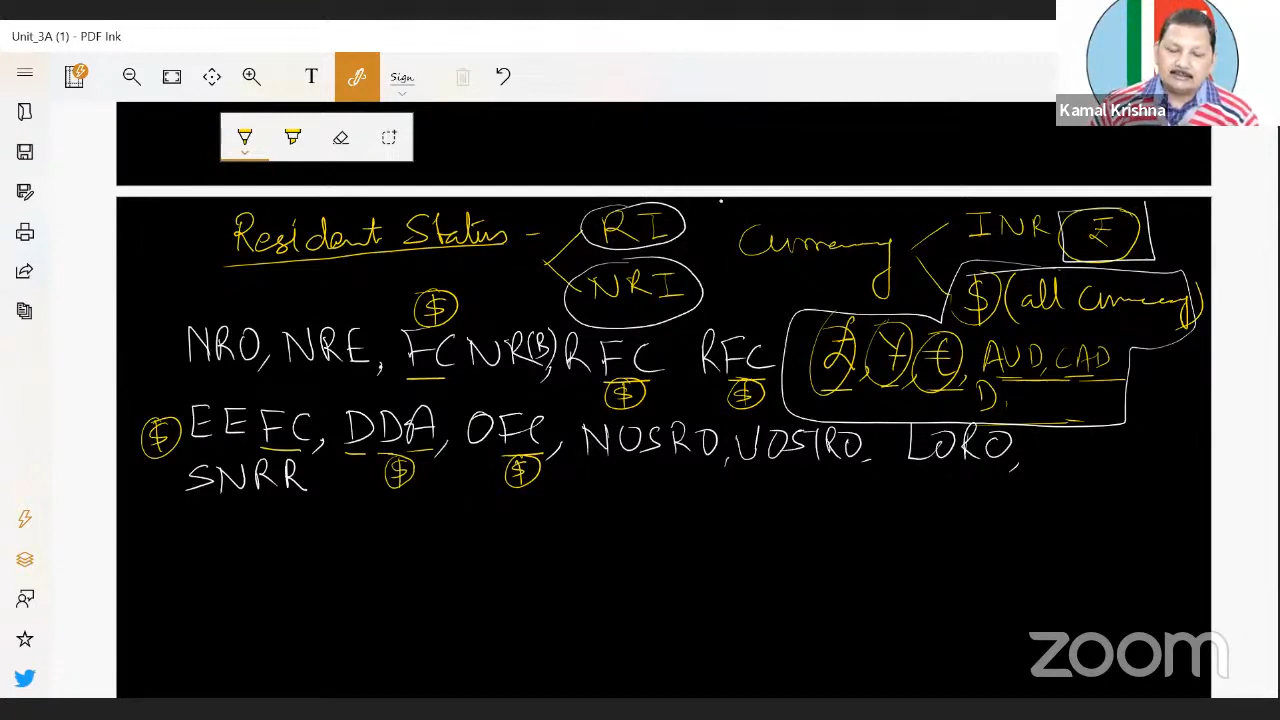 Unit_3A (1) - PDF Ink
T
Sign
Kamal Krishna
Resident Status - RI
NRI
Currency
INR ₹
$ (all Currency)
£, ¥, €, AUD, CAD
D.
$
NRO, NRE, FCNR(B), RFC RFC
$ $
$ EEFC, DDA, OFC, NOSRO, VOSTRO, LORO,
$ $
SNRR
zoom